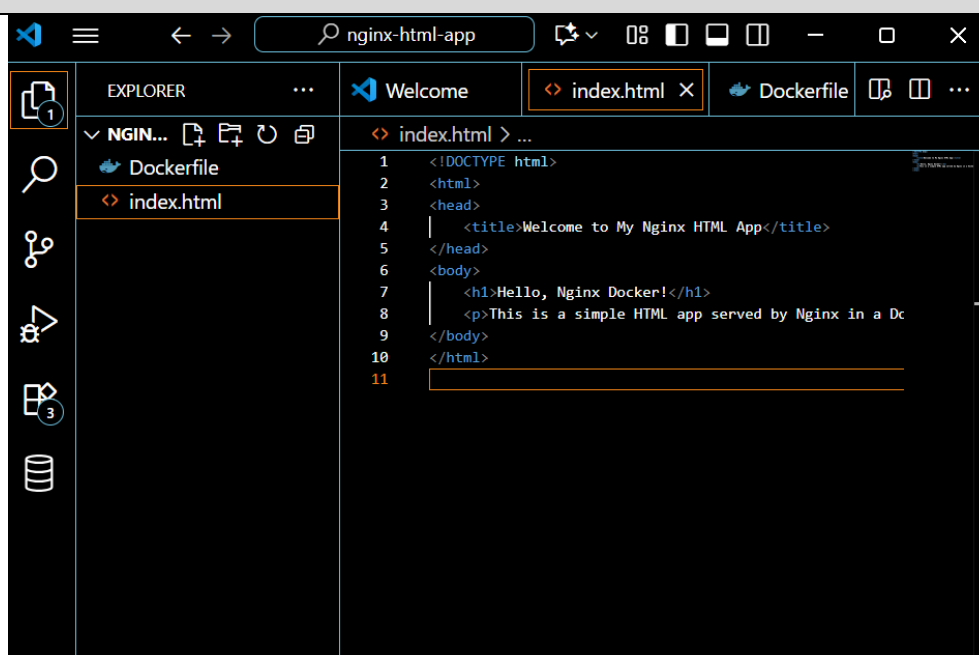 nginx-html-app
EXPLORER ...
Welcome
index.html
Dockerfile
1
NGIN...
Dockerfile
index.html
3
index.html > ...
1 <!DOCTYPE html>
2 <html>
3 <head>
4 <title>Welcome to My Nginx HTML App</title>
5 </head>
6 <body>
7 <h1>Hello, Nginx Docker!</h1>
8 <p>This is a simple HTML app served by Nginx in a Do
9 </body>
10 </html>
11